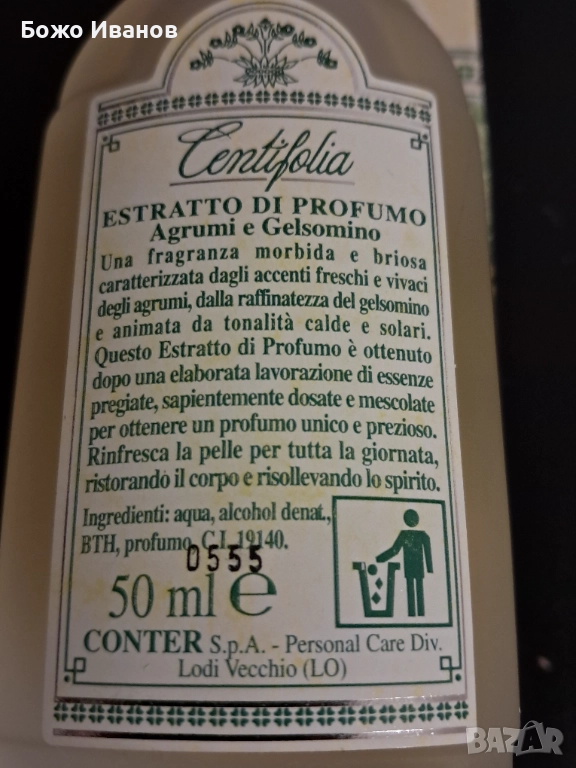 Божо Иванов
Centifolia
ESTRATTO DI PROFUMO
Agrumi e Gelsomino
Una fragranza morbida e briosa
caratterizzata dagli accenti freschi e vivaci
degli agrumi, dalla raffinatezza del gelsomino
e animata da tonalità calde e solari.
Questo Estratto di Profumo è ottenuto
dopo una elaborata lavorazione di essenze
pregiate, sapientemente dosate e mescolate
per ottenere un profumo unico e prezioso.
Rinfresca la pelle per tutta la giornata,
ristorando il corpo e risollevando lo spirito.
Ingredienti: aqua, alcohol denat.,
BTH, profumo, C.I. 19140.
0555
50 ml e
CONTER S.p.A. - Personal Care Div.
Lodi Vecchio (LO)
BAZAR